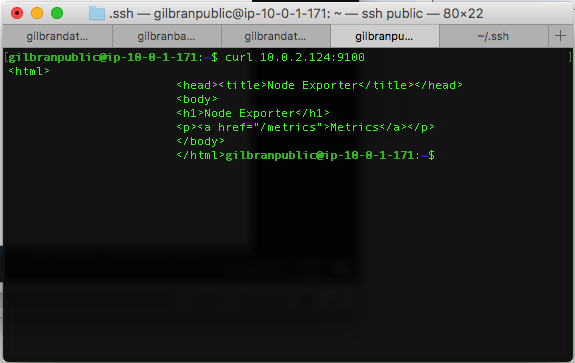 .ssh — gilbranpublic@ip-10-0-1-171: ~ — ssh public — 80×22
gilbrandat... gilbranba... gilbrandat... gilbranpu... ~/.ssh +
[gilbranpublic@ip-10-0-1-171:~$ curl 10.0.2.124:9100 ]
<html>
<head><title>Node Exporter</title></head>
<body>
<h1>Node Exporter</h1>
<p><a href="/metrics">Metrics</a></p>
</body>
</html>gilbranpublic@ip-10-0-1-171:~$